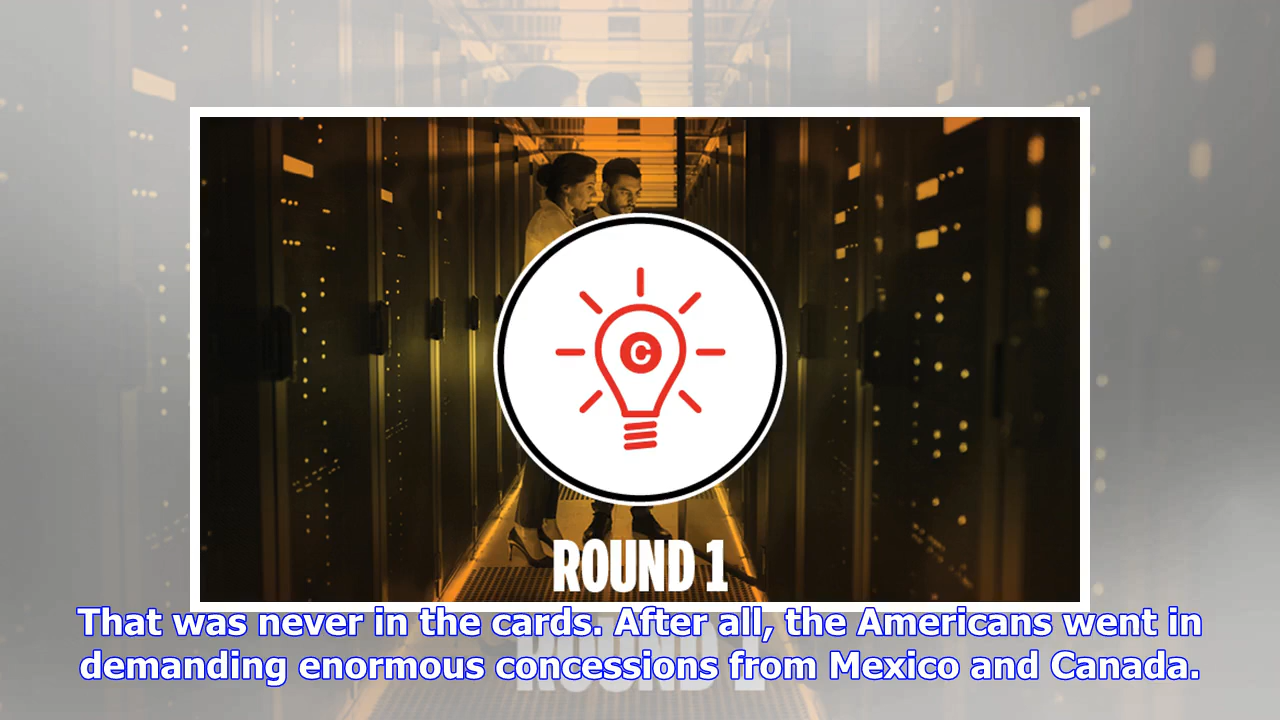 C
ROUND 1
That was never in the cards. After all, the Americans went in
demanding enormous concessions from Mexico and Canada.